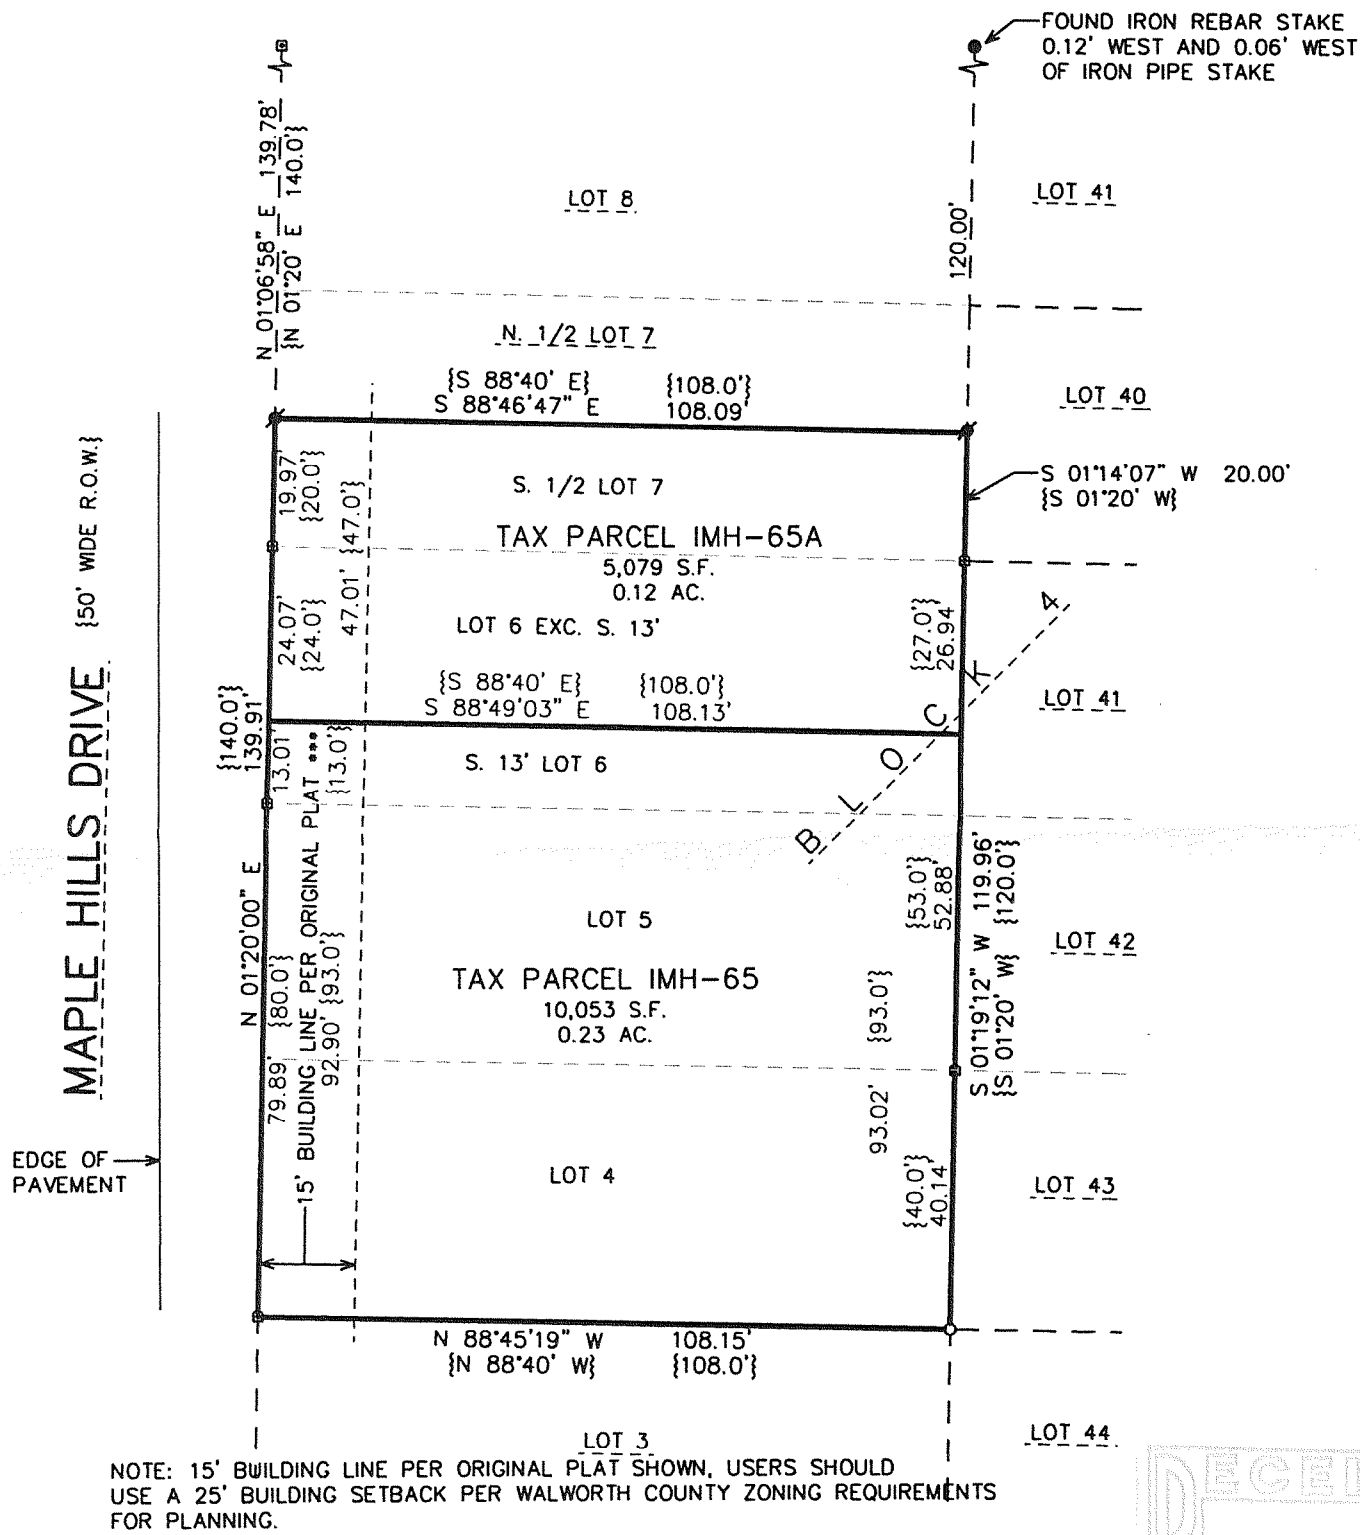 FOUND IRON REBAR STAKE
0.12' WEST AND 0.06' WEST
OF IRON PIPE STAKE
N 01°06'58" E 139.78'
{N 01°20' E 140.0'}
LOT 8
LOT 41
120.00'
N. 1/2 LOT 7
{S 88°40' E} {108.0'}
S 88°46'47" E 108.09'
LOT 40
MAPLE HILLS DRIVE {50' WIDE R.O.W.}
19.97'
{20.0'}
S. 1/2 LOT 7
S 01°14'07" W 20.00'
{S 01°20' W}
TAX PARCEL IMH-65A
5,079 S.F.
0.12 AC.
47.01' {47.0'}
24.07'
{24.0'}
LOT 6 EXC. S. 13'
{27.0'}
26.94'
{S 88°40' E} {108.0'}
S 88°49'03" E 108.13'
LOT 41
{140.0'}
139.91'
13.01'
{13.0'}
S. 13' LOT 6
BLOCK 4
N 01°20'00" E
15' BUILDING LINE PER ORIGINAL PLAT ***
LOT 5
{53.0'}
52.88'
S 01°19'12" W 119.96'
{S 01°20' W} {120.0'}
LOT 42
TAX PARCEL IMH-65
10,053 S.F.
0.23 AC.
79.89' {80.0'}
92.90' {93.0'}
93.02' {93.0'}
EDGE OF
PAVEMENT
LOT 4
{40.0'}
40.14'
LOT 43
N 88°45'19" W 108.15'
{N 88°40' W} {108.0'}
LOT 3
LOT 44
NOTE: 15' BUILDING LINE PER ORIGINAL PLAT SHOWN, USERS SHOULD
USE A 25' BUILDING SETBACK PER WALWORTH COUNTY ZONING REQUIREMENTS
FOR PLANNING.